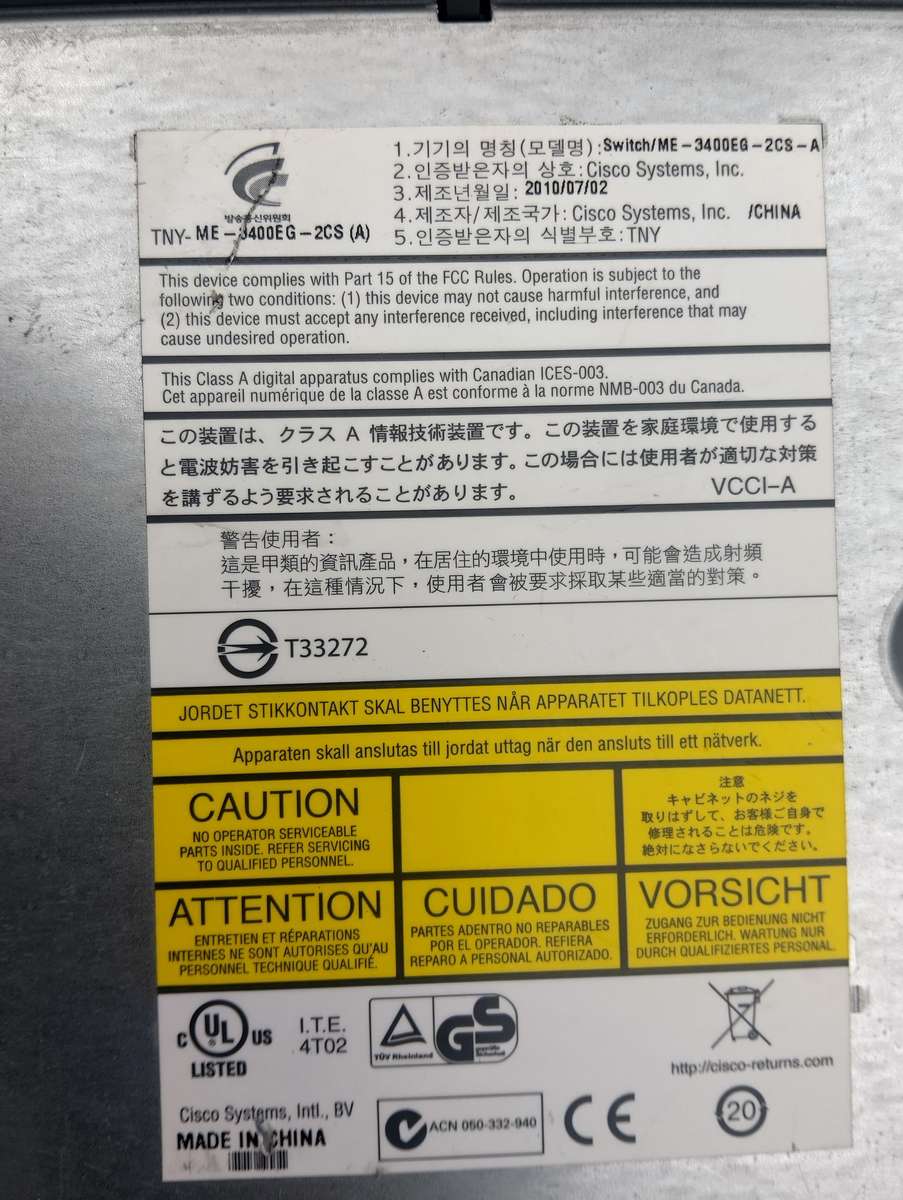 방송통신위원회
TNY- ME-3400EG-2CS (A)
1.기기의 명칭(모델명):Switch/ME-3400EG-2CS-A
2.인증받은자의 상호:Cisco Systems, Inc.
3.제조년월일: 2010/07/02
4.제조자/제조국가: Cisco Systems, Inc. /CHINA
5.인증받은자의 식별부호:TNY
This device complies with Part 15 of the FCC Rules. Operation is subject to the
following two conditions: (1) this device may not cause harmful interference, and
(2) this device must accept any interference received, including interference that may
cause undesired operation.
This Class A digital apparatus complies with Canadian ICES-003.
Cet appareil numérique de la classe A est conforme à la norme NMB-003 du Canada.
この装置は、クラス A 情報技術装置です。この装置を家庭環境で使用する
と電波妨害を引き起こすことがあります。この場合には使用者が適切な対策
を講ずるよう要求されることがあります。 VCCI-A
警告使用者：
這是甲類的資訊產品，在居住的環境中使用時，可能會造成射頻
干擾，在這種情況下，使用者會被要求採取某些適當的對策。
T33272
JORDET STIKKONTAKT SKAL BENYTTES NÅR APPARATET TILKOPLES DATANETT.
Apparaten skall anslutas till jordat uttag när den ansluts till ett nätverk.
CAUTION
NO OPERATOR SERVICEABLE
PARTS INSIDE. REFER SERVICING
TO QUALIFIED PERSONNEL.
注意
キャビネットのネジを
取りはずして、お客様ご自身で
修理されることは危険です。
絶対になさらないでください。
ATTENTION
ENTRETIEN ET RÉPARATIONS
INTERNES NE SONT AUTORISES QU'AU
PERSONNEL TECHNIQUE QUALIFIÉ.
CUIDADO
PARTES ADENTRO NO REPARABLES
POR EL OPERADOR. REFIERA
REPARO A PERSONAL AUTORIZADO.
VORSICHT
ZUGANG ZUR BEDIENUNG NICHT
ERFORDERLICH. WARTUNG NUR
DURCH QUALIFIZIERTES PERSONAL.
C UL US
LISTED
I.T.E.
4T02
TÜV Rheinland
GS
geprüfte
Sicherheit
http://cisco-returns.com
Cisco Systems, Intl., BV
MADE IN CHINA
ACN 050-332-940
CE
20